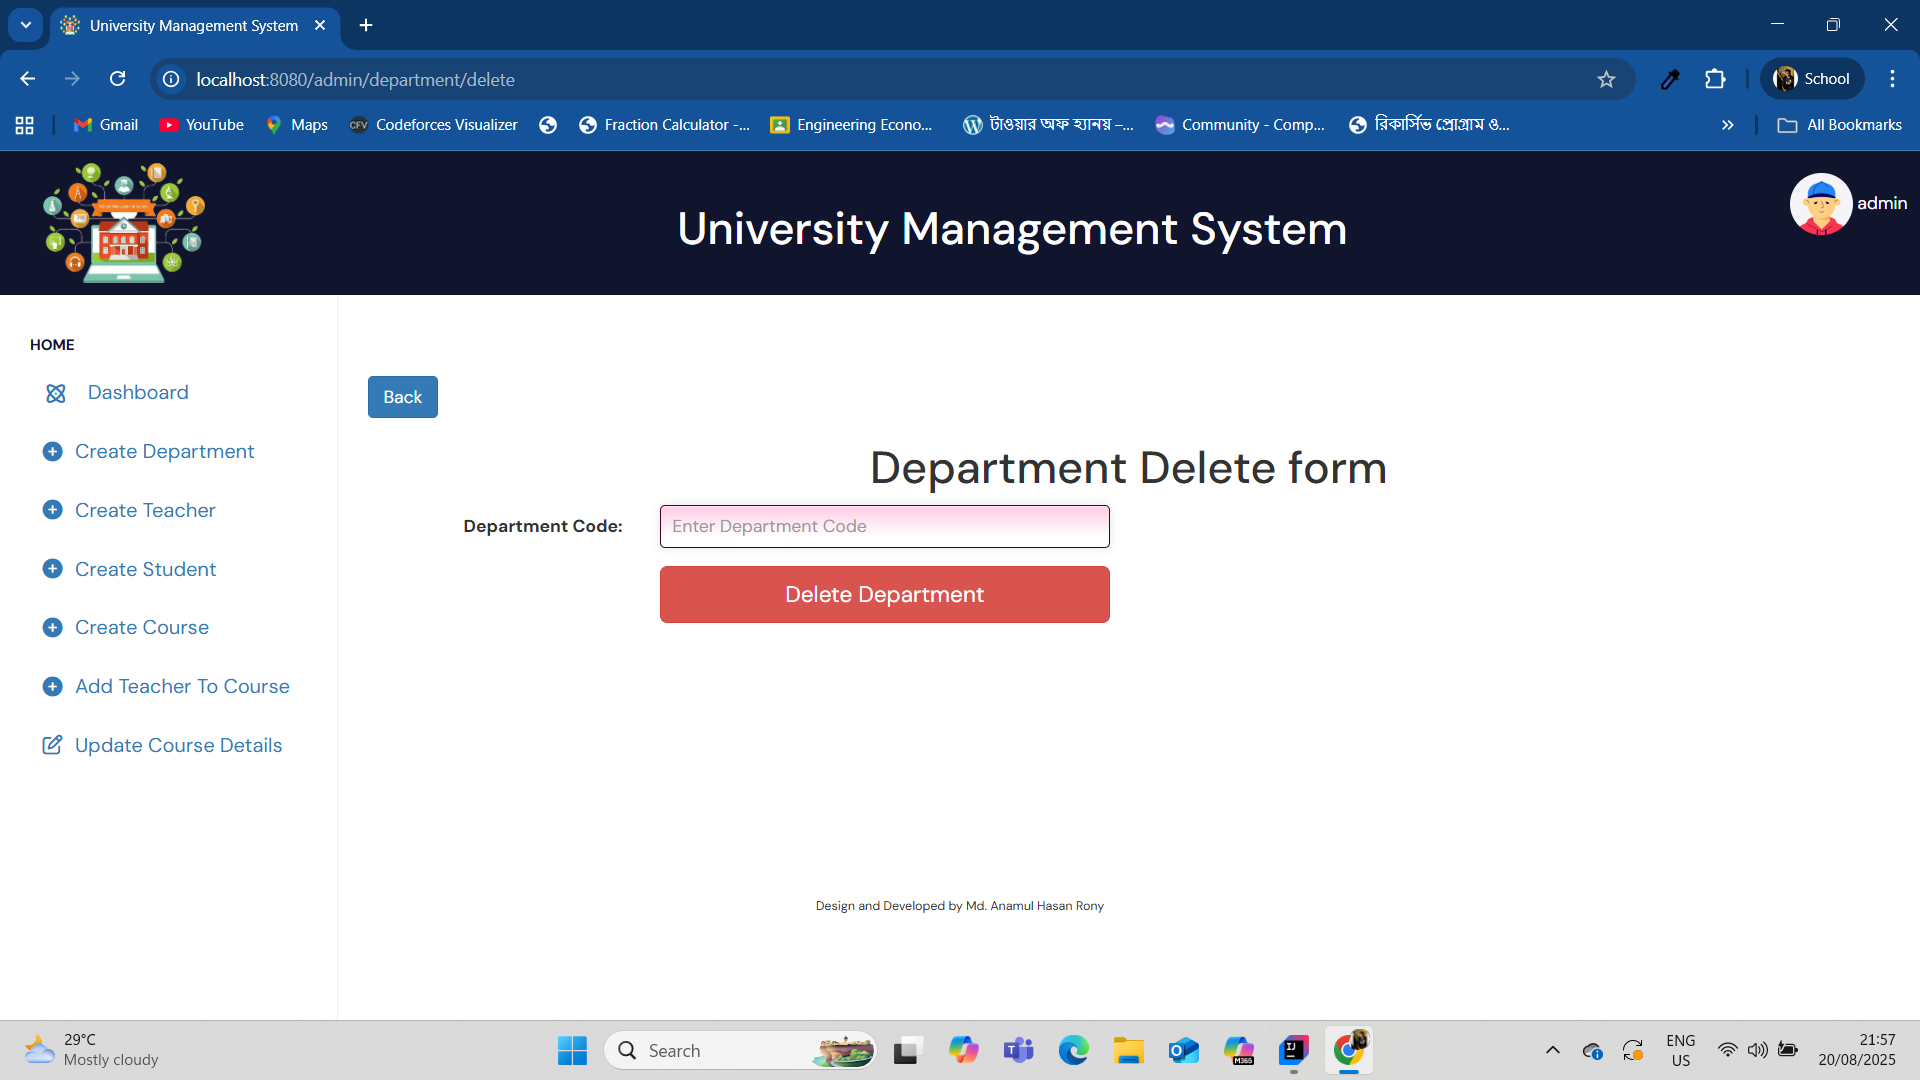 University Management System
localhost:8080/admin/department/delete
School
Gmail
YouTube
Maps
CFV
Codeforces Visualizer
Fraction Calculator -...
Engineering Econo...
টাওয়ার অফ হ্যানয় –...
Community - Comp...
রিকার্সিভ প্রোগ্রাম ও...
All Bookmarks
University Management System
admin
HOME
Dashboard
Create Department
Create Teacher
Create Student
Create Course
Add Teacher To Course
Update Course Details
Back
Department Delete form
Department Code:
Enter Department Code
Delete Department
Design and Developed by Md. Anamul Hasan Rony
29°C
Mostly cloudy
Search
M365
ENG
US
21:57
20/08/2025